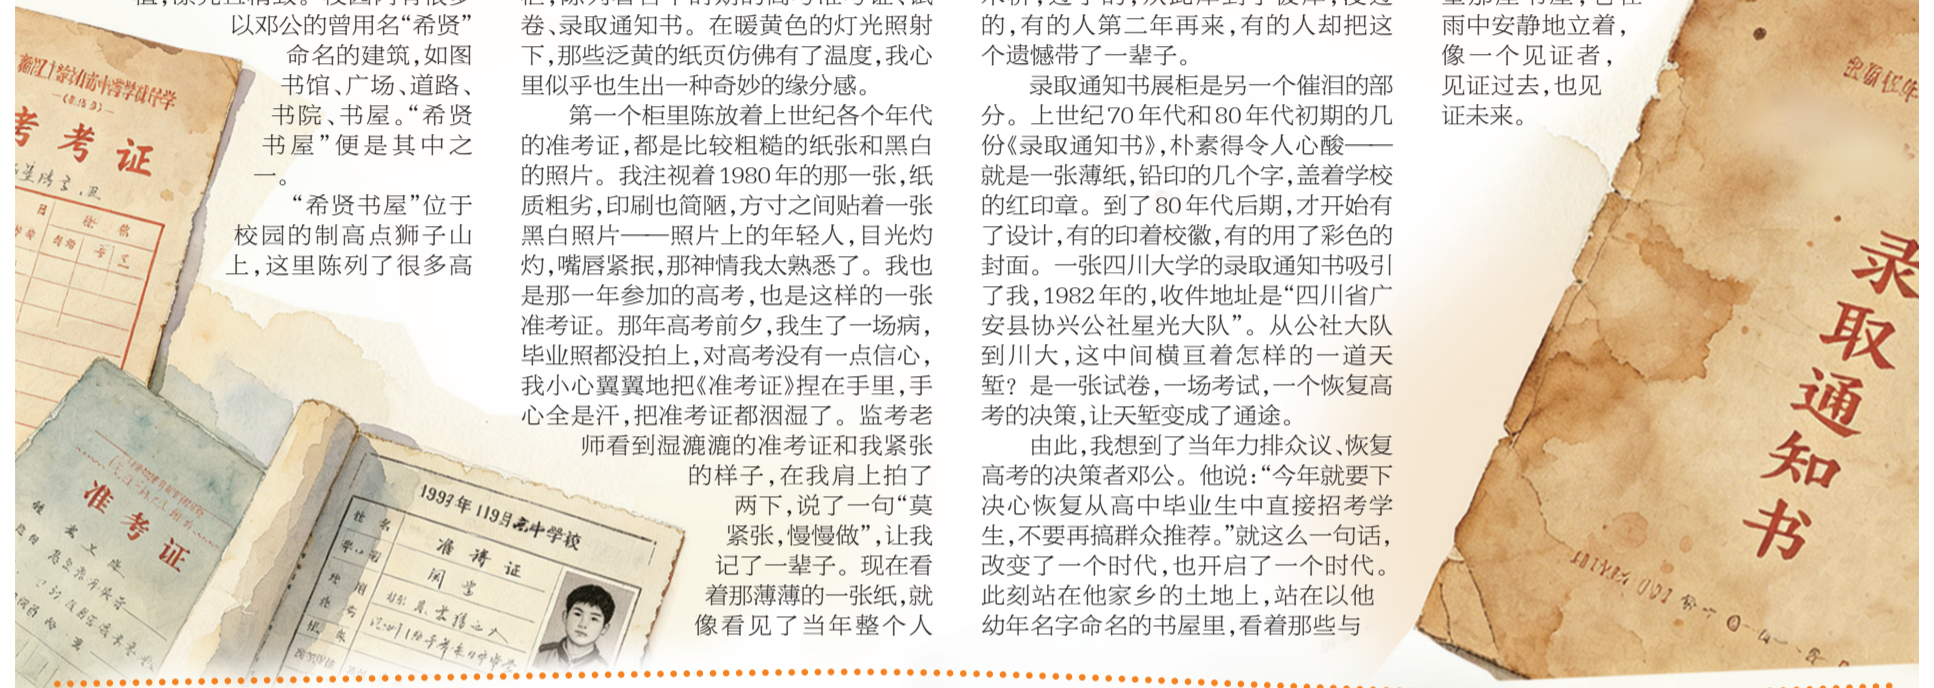 以邓公的曾用名“希贤”
命名的建筑,如图
书馆、广场、道路、
书院、书屋。“希贤
书屋”便是其中之
一。
“希贤书屋”位于
校园的制高点狮子山
上,这里陈列了很多高
卷、录取通知书。在暖黄色的灯光照射
下,那些泛黄的纸页仿佛有了温度,我心
里似乎也生出一种奇妙的缘分感。
第一个柜里陈放着上世纪各个年代
的准考证,都是比较粗糙的纸张和黑白
的照片。我注视着1980年的那一张,纸
质粗劣,印刷也简陋,方寸之间贴着一张
黑白照片——照片上的年轻人,目光灼
灼,嘴唇紧抿,那神情我太熟悉了。我也
是那一年参加的高考,也是这样的一张
准考证。那年高考前夕,我生了一场病,
毕业照都没拍上,对高考没有一点信心,
我小心翼翼地把《准考证》捏在手里,手
心全是汗,把准考证都洇湿了。监考老
师看到湿漉漉的准考证和我紧张
的样子,在我肩上拍了
两下,说了一句“莫
紧张,慢慢做”,让我
记了一辈子。现在看
着那薄薄的一张纸,就
像看见了当年整个人
的,有的人第二年再来,有的人却把这
个遗憾带了一辈子。
录取通知书展柜是另一个催泪的部
分。上世纪70年代和80年代初期的几
份《录取通知书》,朴素得令人心酸——
就是一张薄纸,铅印的几个字,盖着学校
的红印章。到了80年代后期,才开始有
了设计,有的印着校徽,有的用了彩色的
封面。一张四川大学的录取通知书吸引
了我,1982年的,收件地址是“四川省广
安县协兴公社星光大队”。从公社大队
到川大,这中间横亘着怎样的一道天
堑?是一张试卷,一场考试,一个恢复高
考的决策,让天堑变成了通途。
由此,我想到了当年力排众议、恢复
高考的决策者邓公。他说:“今年就要下
决心恢复从高中毕业生中直接招考学
生,不要再搞群众推荐。”就这么一句话,
改变了一个时代,也开启了一个时代。
此刻站在他家乡的土地上,站在以他
幼年名字命名的书屋里,看着那些与
雨中安静地立着,
像一个见证者,
见证过去,也见
证未来。
考考证
准考证
准 证
录取通知书